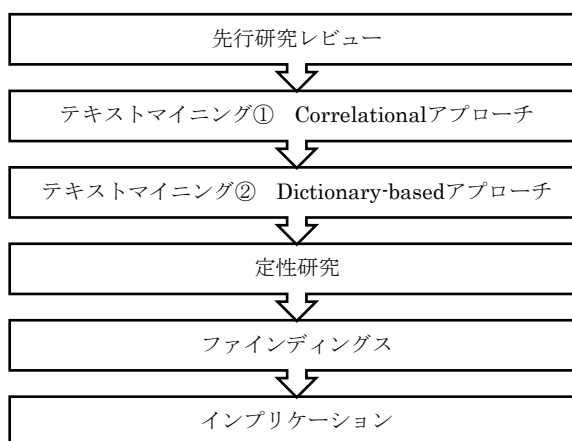 先行研究レビュー
テキストマイニング①　Correlationalアプローチ
テキストマイニング②　Dictionary-basedアプローチ
定性研究
ファインディングス
インプリケーション